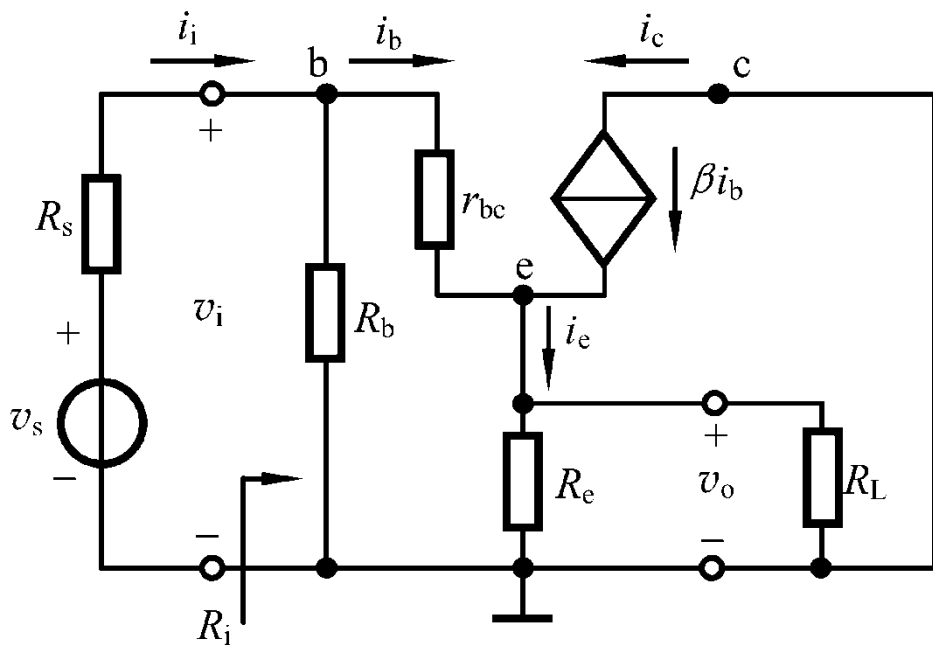 i_i
b
i_b
i_c
c
+
R_s
r_bc
βi_b
e
v_i
R_b
i_e
+
v_s
−
+
R_e
v_o
R_L
−
−
R_i